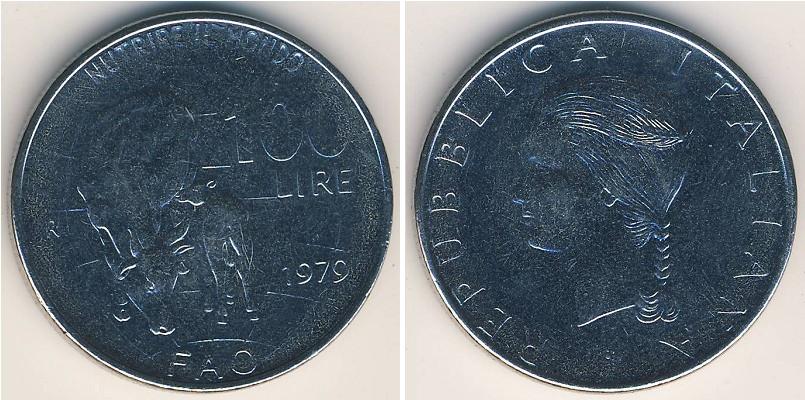 NUTRIRE IL MONDO
100
LIRE
R
1979
FAO
REPUBBLICA ITALIANA